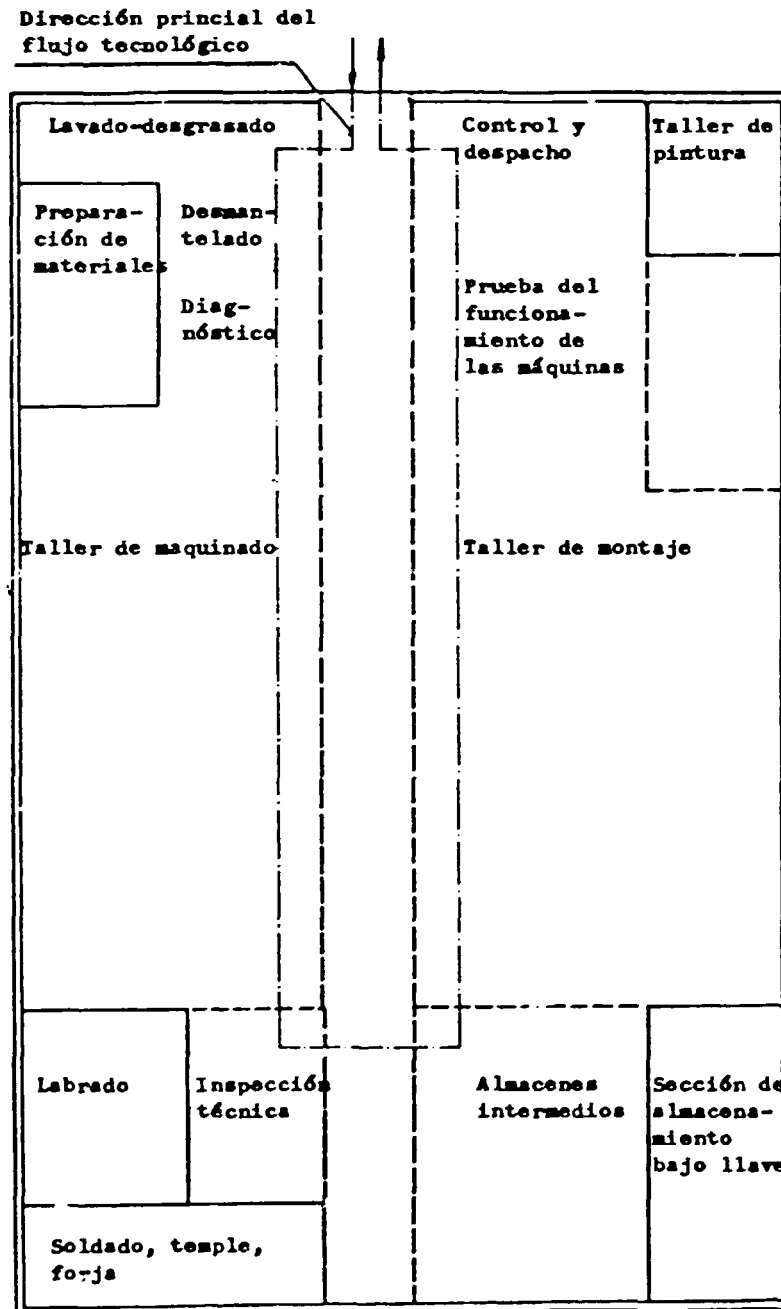 Dirección princial del
flujo tecnológico
Lavado-desgrasado
Control y
despacho
Taller de
pintura
Prepara-
ción de
materiales
Desman-
telado
Diag-
nóstico
Prueba del
funciona-
miento de
las máquinas
Taller de maquinado
Taller de montaje
Labrado
Inspección
técnica
Almacenes
intermedios
Sección de
almacena-
miento
bajo llave
Soldado, temple,
forja